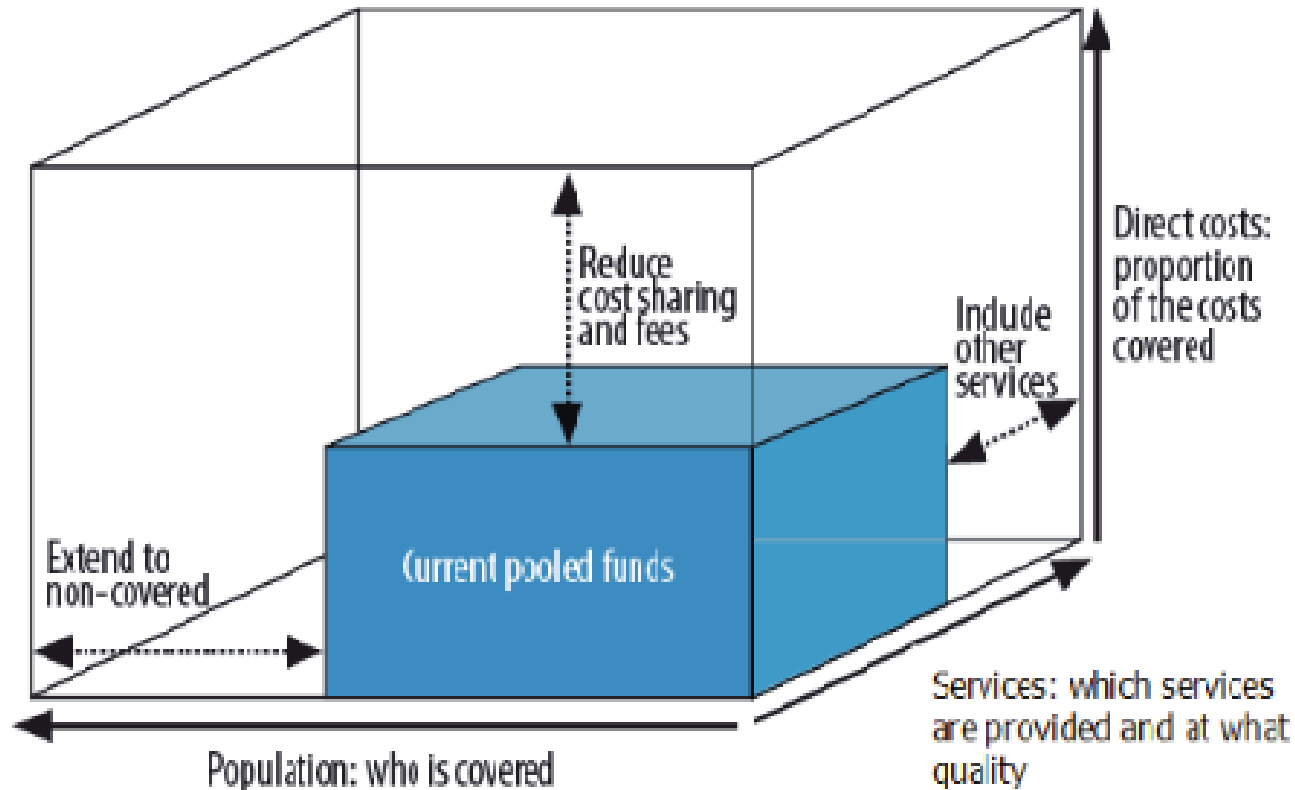 Reduce
cost sharing
and fees
Direct costs:
proportion
of the costs
covered
Include
other
services
Extend to
non-covered
Current pooled funds
Services: which services
are provided and at what
quality
Population: who is covered